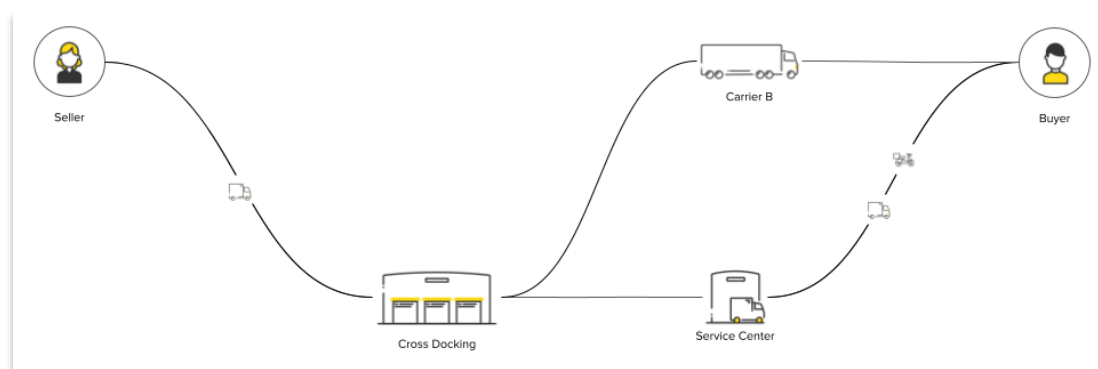 Seller
Carrier B
Buyer
Cross Docking
Service Center